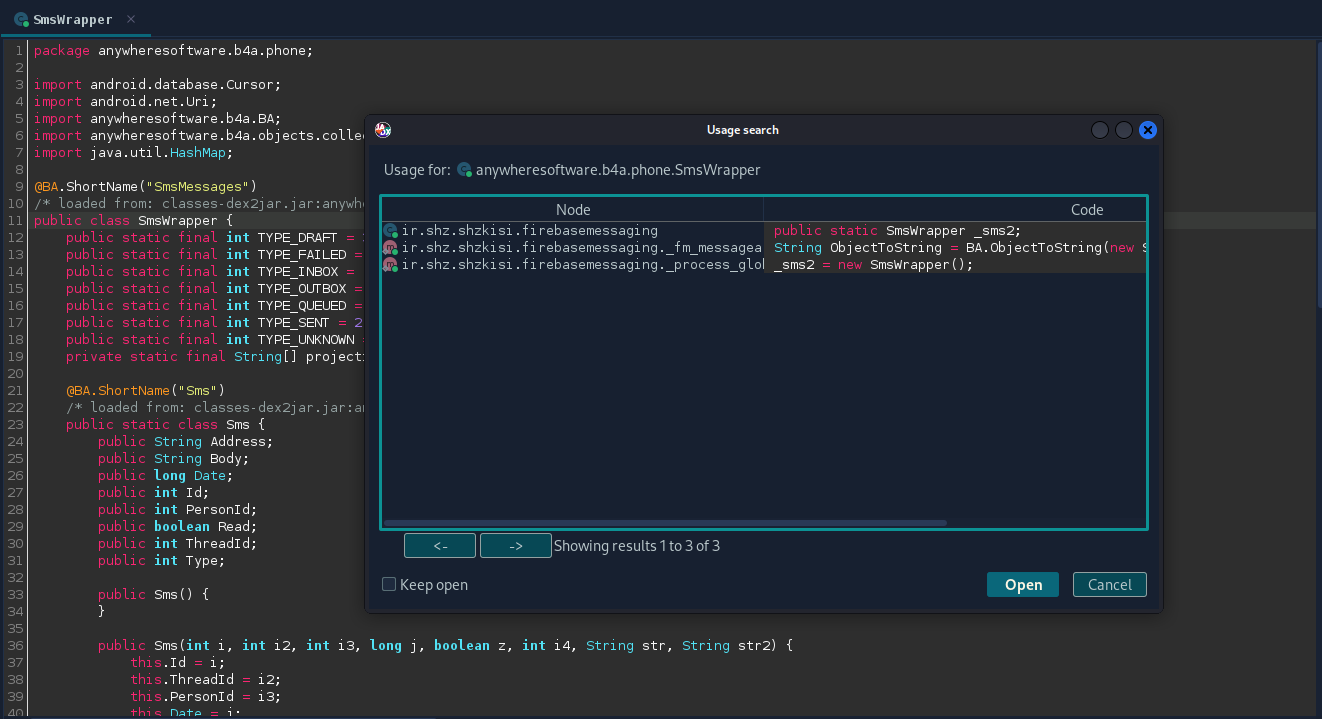 SmsWrapper ×
1 package anywheresoftware.b4a.phone;
2
3 import android.database.Cursor;
4 import android.net.Uri;
5 import anywheresoftware.b4a.BA;
6 import anywheresoftware.b4a.objects.colle
7 import java.util.HashMap;
8
9 @BA.ShortName("SmsMessages")
10 /* loaded from: classes-dex2jar.jar:anywhe
11 public class SmsWrapper {
12 public static final int TYPE_DRAFT =
13 public static final int TYPE_FAILED =
14 public static final int TYPE_INBOX =
15 public static final int TYPE_OUTBOX =
16 public static final int TYPE_QUEUED =
17 public static final int TYPE_SENT = 2
18 public static final int TYPE_UNKNOWN
19 private static final String[] projecti
20
21 @BA.ShortName("Sms")
22 /* loaded from: classes-dex2jar.jar:an
23 public static class Sms {
24 public String Address;
25 public String Body;
26 public long Date;
27 public int Id;
28 public int PersonId;
29 public boolean Read;
30 public int ThreadId;
31 public int Type;
32
33 public Sms() {
34 }
35
36 public Sms(int i, int i2, int i3, long j, boolean z, int i4, String str, String str2) {
37 this.Id = i;
38 this.ThreadId = i2;
39 this.PersonId = i3;
40 this.Date = j;
Usage search
Usage for: anywheresoftware.b4a.phone.SmsWrapper
Node Code
ir.shz.shzkisi.firebasemessaging public static SmsWrapper _sms2;
ir.shz.shzkisi.firebasemessaging._fm_messagea String ObjectToString = BA.ObjectToString(new S
ir.shz.shzkisi.firebasemessaging._process_glob _sms2 = new SmsWrapper();
<- -> Showing results 1 to 3 of 3
Keep open Open Cancel